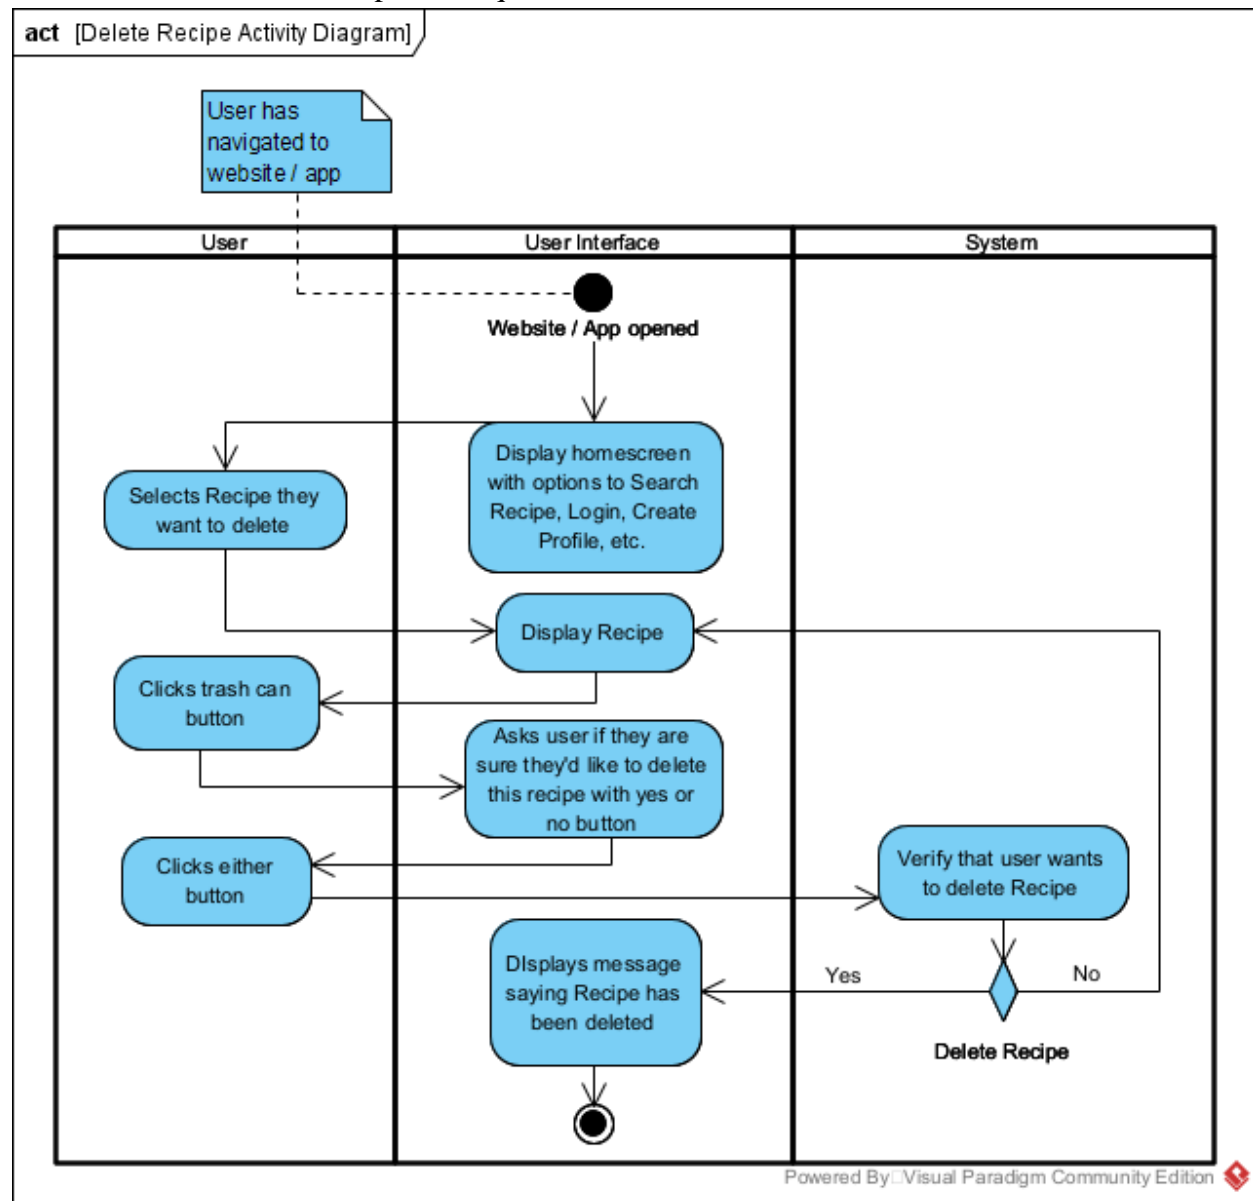 act [Delete Recipe Activity Diagram]
User has
navigated to
website / app
User
User Interface
System
Website / App opened
Display homescreen
with options to Search
Recipe, Login, Create
Profile, etc.
Selects Recipe they
want to delete
Display Recipe
Clicks trash can
button
Asks user if they are
sure they'd like to delete
this recipe with yes or
no button
Clicks either
button
Verify that user wants
to delete Recipe
DIsplays message
saying Recipe has
been deleted
Yes
No
Delete Recipe
Powered By Visual Paradigm Community Edition